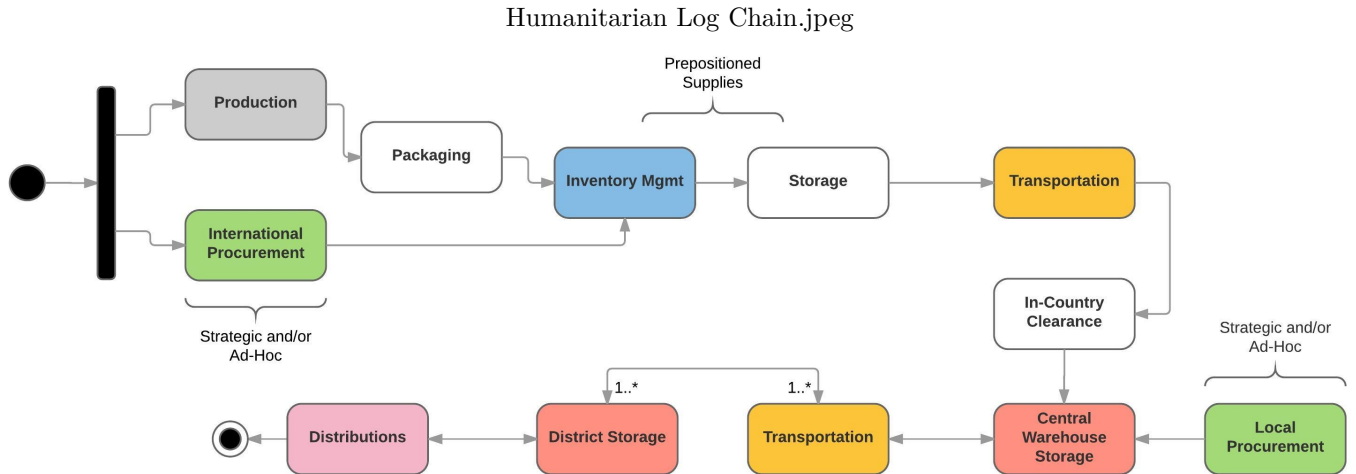 Humanitarian Log Chain.jpeg
Prepositioned
Supplies
Production
Packaging
Inventory Mgmt
Storage
Transportation
International
Procurement
Strategic and/or
Ad-Hoc
In-Country
Clearance
Strategic and/or
Ad-Hoc
1..*
1..*
Distributions
District Storage
Transportation
Central
Warehouse
Storage
Local
Procurement